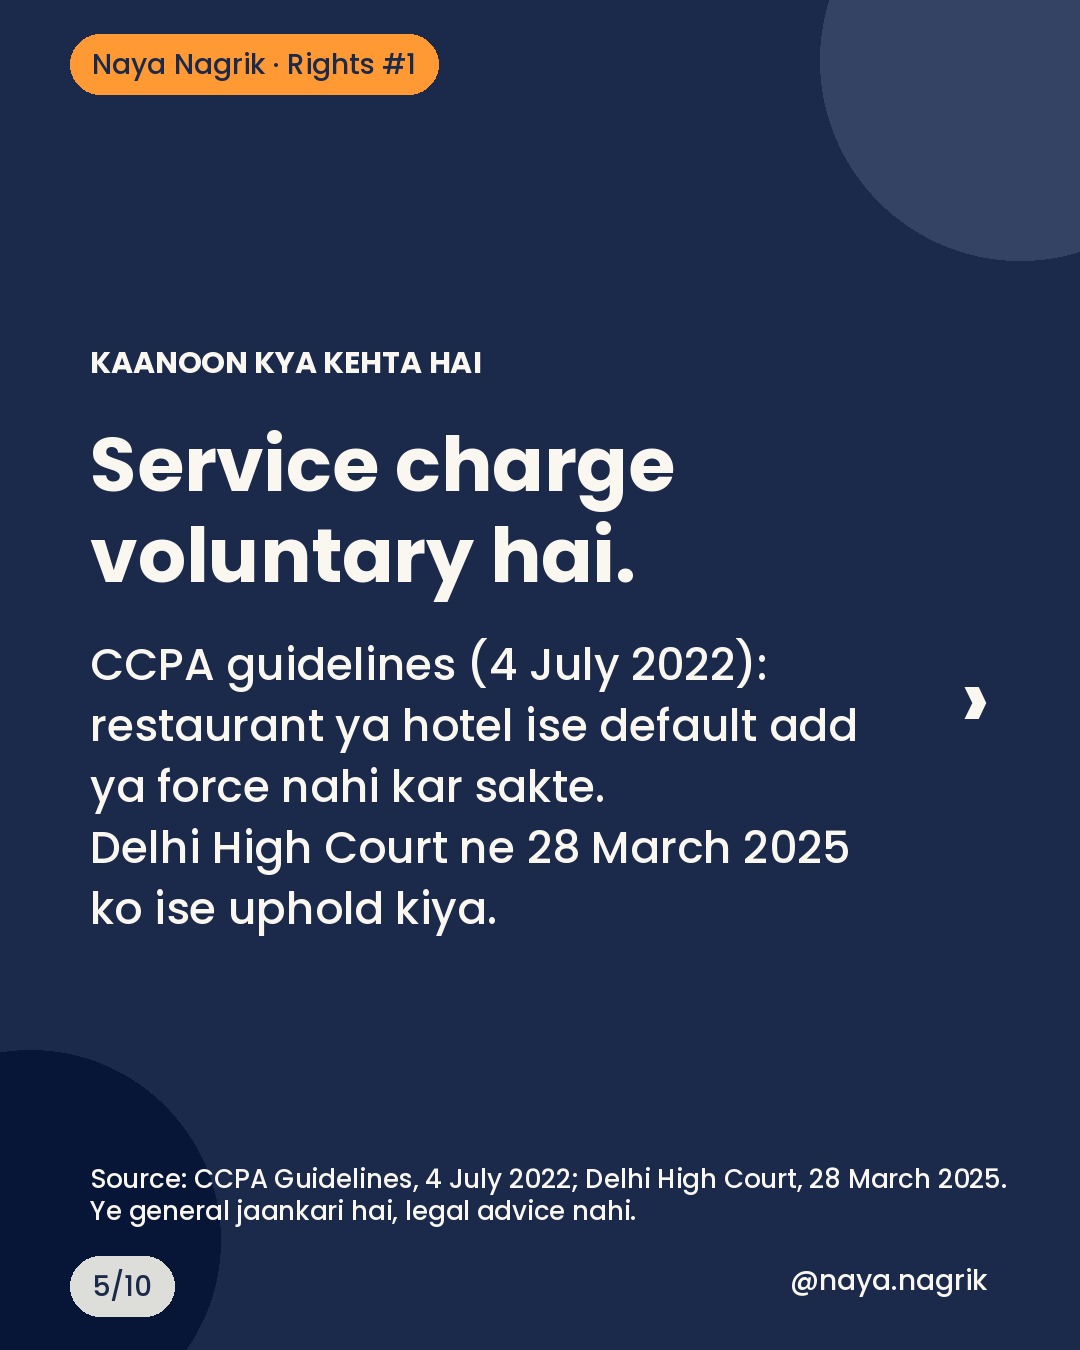 Naya Nagrik · Rights #1
KAANOON KYA KEHTA HAI
Service charge
voluntary hai.
CCPA guidelines (4 July 2022):
restaurant ya hotel ise default add
ya force nahi kar sakte.
Delhi High Court ne 28 March 2025
ko ise uphold kiya.
Source: CCPA Guidelines, 4 July 2022; Delhi High Court, 28 March 2025.
Ye general jaankari hai, legal advice nahi.
5/10
@naya.nagrik